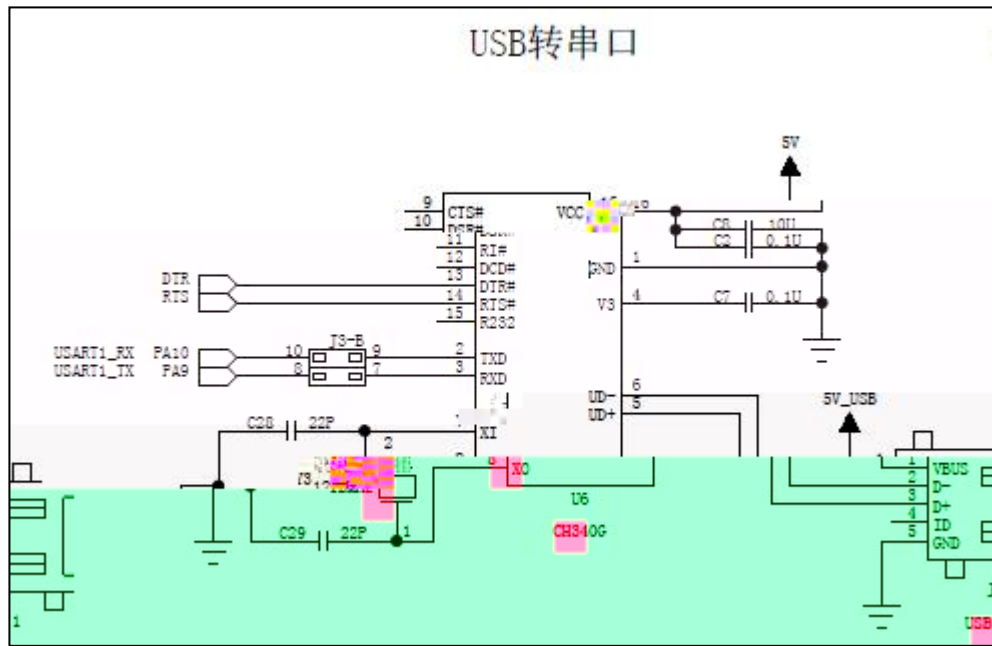 USB转串口
5V
9 CTS# VCC
10 DSR#
C8 10U
11 RI# C2 0.1U
12 DCD# GND 1
DTR 13 DTR#
RTS 14 RTS# V3 4 C7 0.1U
15 R232
J3-B
USART1_RX PA10 10 9 2 TXD
USART1_TX PA9 8 7 3 RXD
UD- 6
UD+ 5 5V_USB
C28 22P XI
2
XO 1 VBUS
2 D-
U6 3 D+
4 ID
C29 22P 1 CH340G 5 GND
1
USB